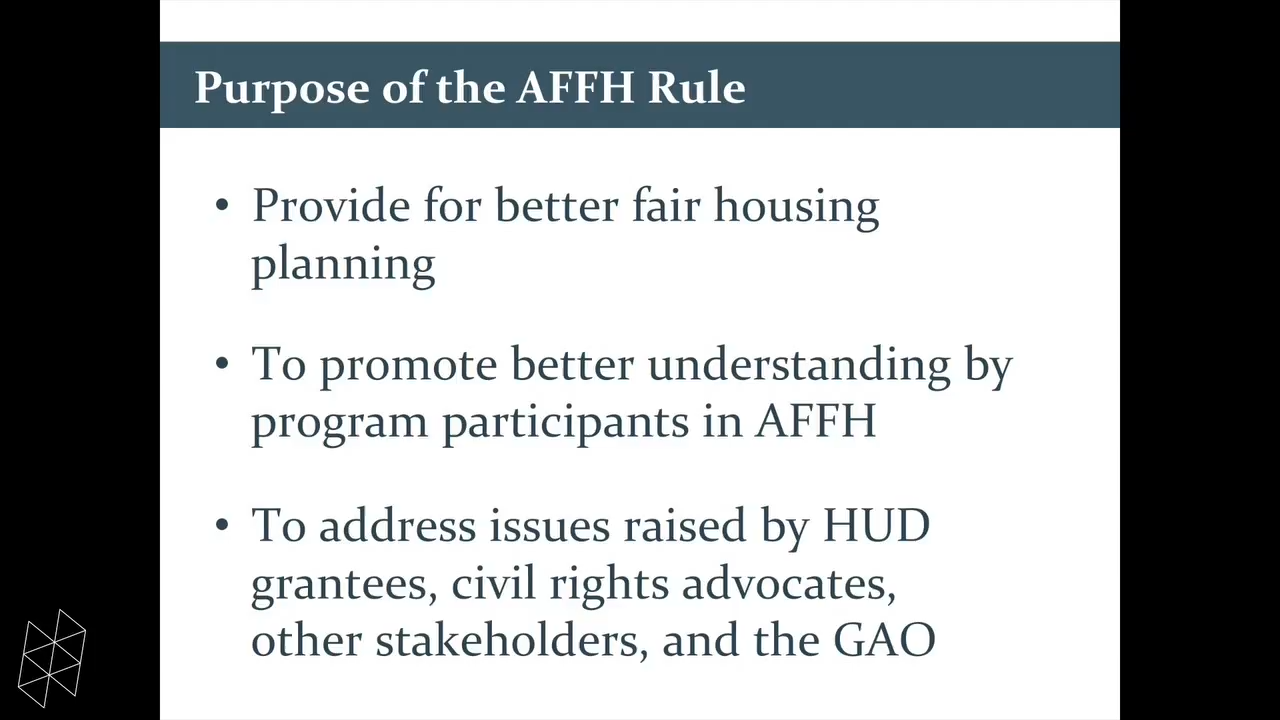 Purpose of the AFFH Rule
• Provide for better fair housing
planning
• To promote better understanding by
program participants in AFFH
• To address issues raised by HUD
grantees, civil rights advocates,
other stakeholders, and the GAO